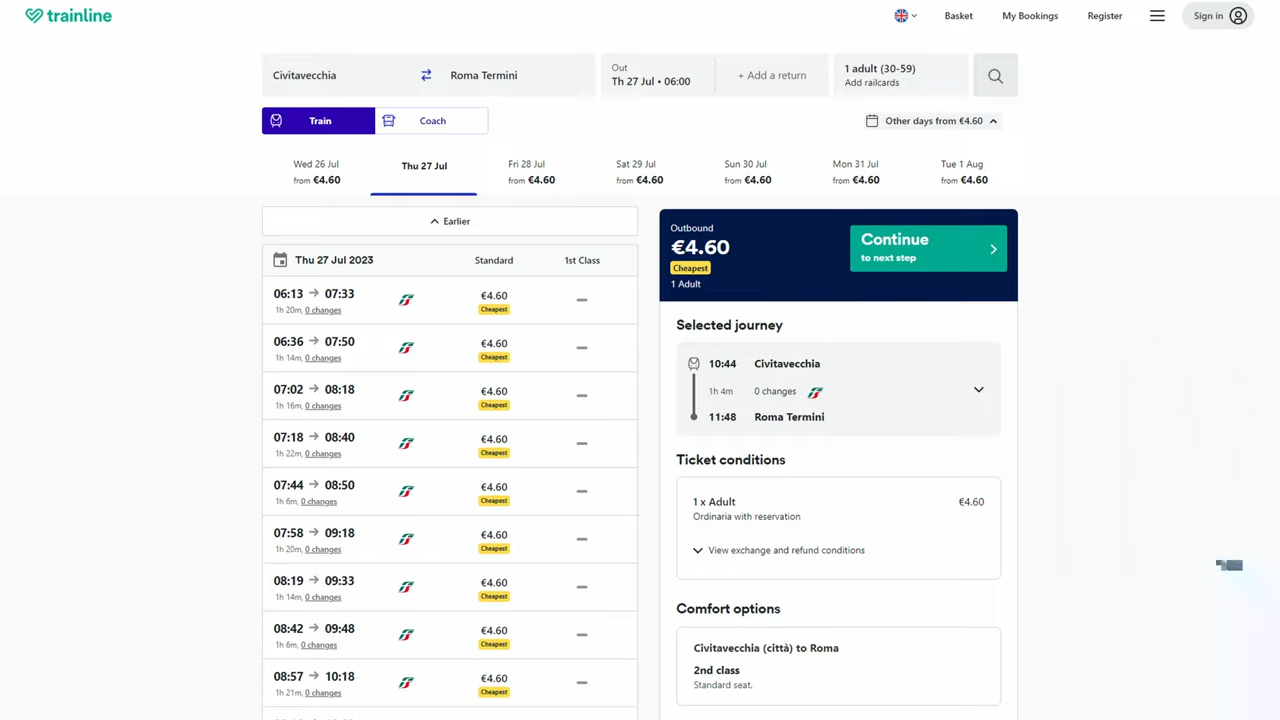 trainline
Basket
My Bookings
Register
Sign in
Civitavecchia
Roma Termini
Out
Th 27 Jul • 06:00
+ Add a return
1 adult (30-59)
Add railcards
Train
Coach
Other days from €4.60
Wed 26 Jul
from €4.60
Thu 27 Jul
Fri 28 Jul
from €4.60
Sat 29 Jul
from €4.60
Sun 30 Jul
from €4.60
Mon 31 Jul
from €4.60
Tue 1 Aug
from €4.60
Earlier
Thu 27 Jul 2023 Standard 1st Class
06:13 → 07:33 €4.60
1h 20m, 0 changes Cheapest
06:36 → 07:50 €4.60
1h 14m, 0 changes Cheapest
07:02 → 08:18 €4.60
1h 16m, 0 changes Cheapest
07:18 → 08:40 €4.60
1h 22m, 0 changes Cheapest
07:44 → 08:50 €4.60
1h 6m, 0 changes Cheapest
07:58 → 09:18 €4.60
1h 20m, 0 changes Cheapest
08:19 → 09:33 €4.60
1h 14m, 0 changes Cheapest
08:42 → 09:48 €4.60
1h 6m, 0 changes Cheapest
08:57 → 10:18 €4.60
1h 21m, 0 changes Cheapest
Outbound
€4.60
Cheapest
1 Adult
Continue
to next step
Selected journey
10:44 Civitavecchia
1h 4m 0 changes
11:48 Roma Termini
Ticket conditions
1 x Adult €4.60
Ordinaria with reservation
View exchange and refund conditions
Comfort options
Civitavecchia (città) to Roma
2nd class
Standard seat.